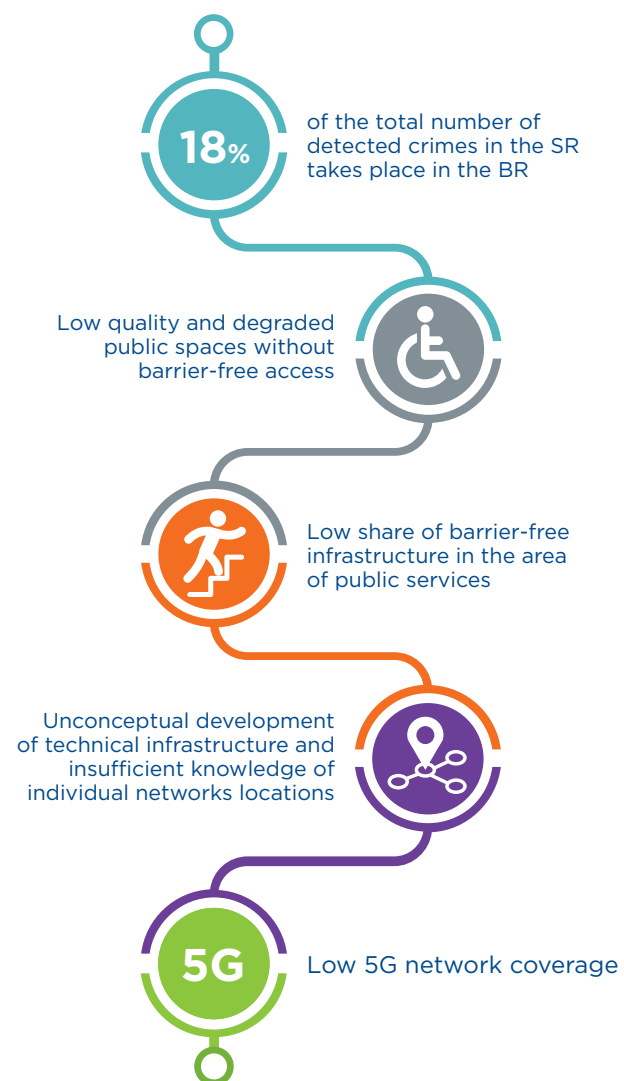 18%
of the total number of
detected crimes in the SR
takes place in the BR
Low quality and degraded
public spaces without
barrier-free access
Low share of barrier-free
infrastructure in the area
of public services
Unconceptual development
of technical infrastructure and
insufficient knowledge of
individual networks locations
5G
Low 5G network coverage